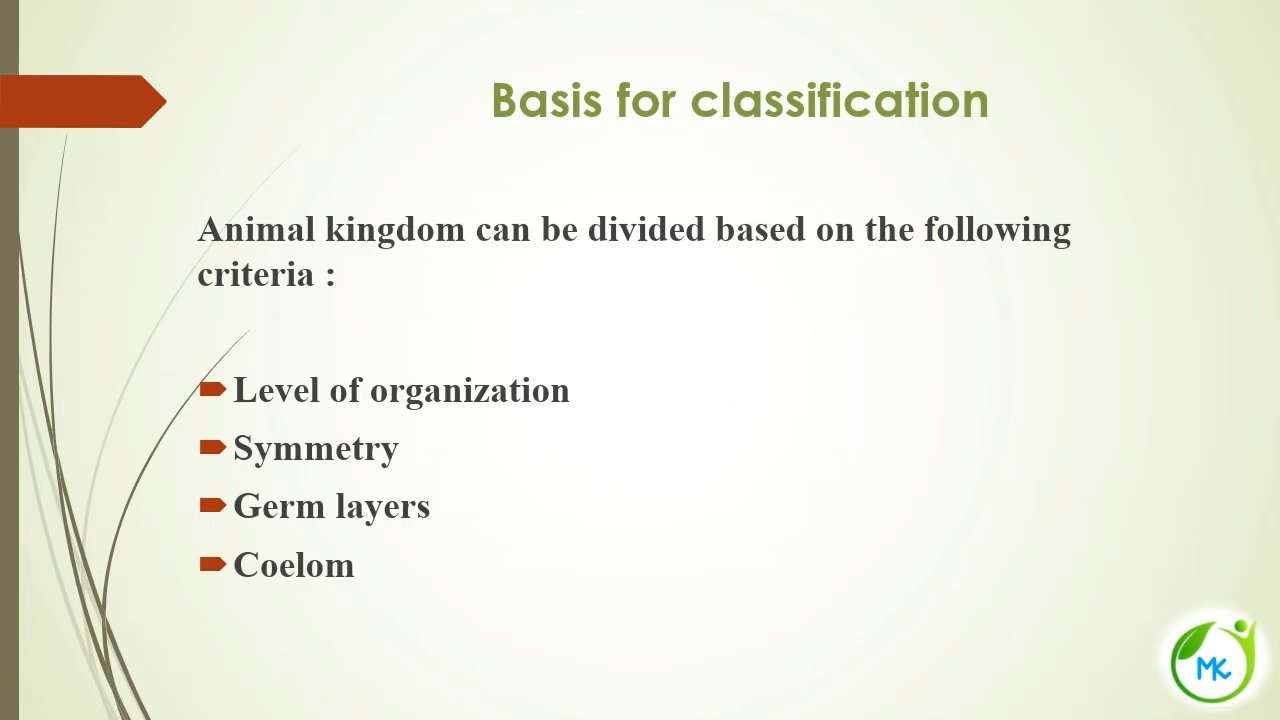 Basis for classification
Animal kingdom can be divided based on the following
criteria :
Level of organization
Symmetry
Germ layers
Coelom
MK